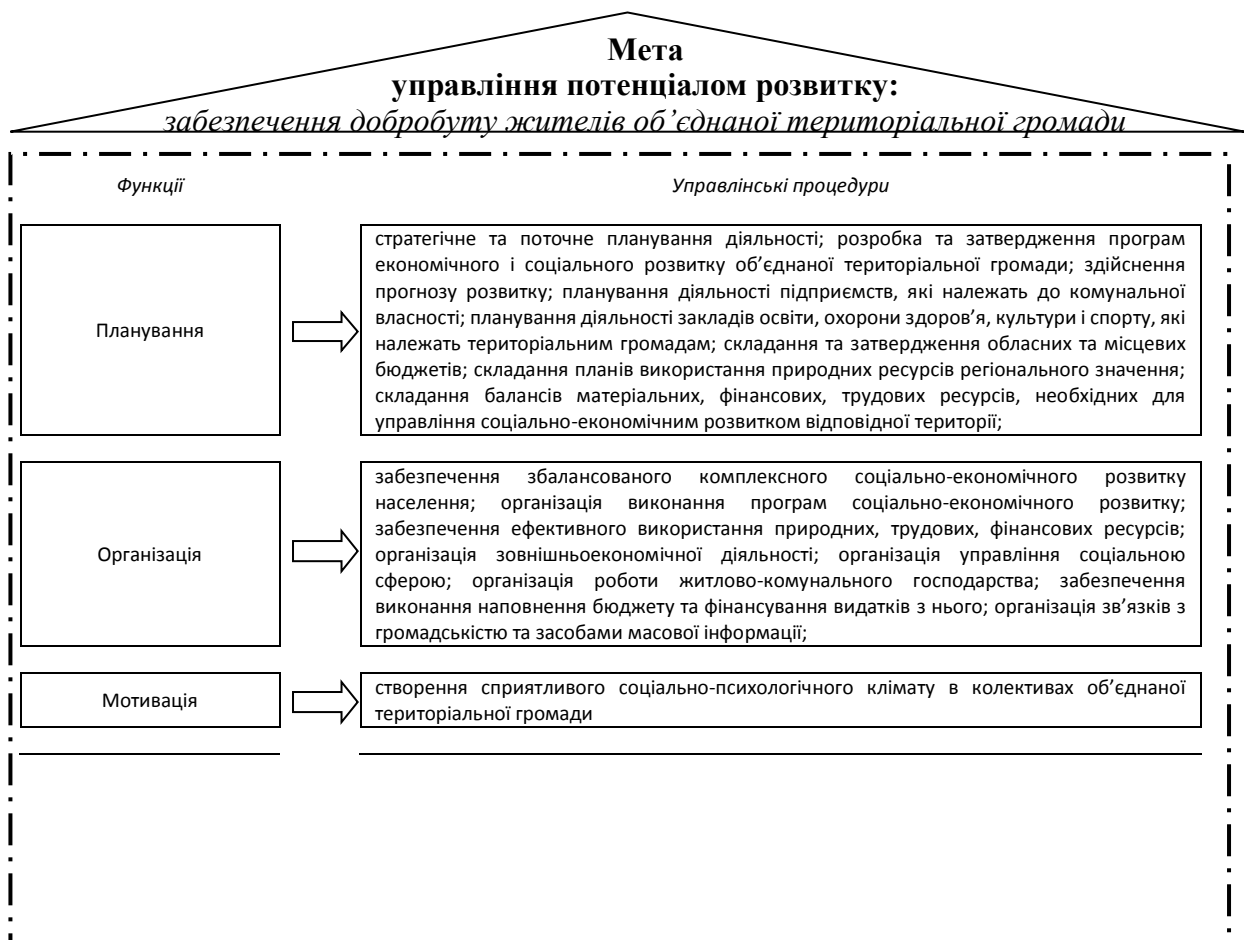 Мета
управління потенціалом розвитку:
забезпечення добробуту жителів об’єднаної територіальної громади
Функції
Управлінські процедури
Планування
стратегічне та поточне планування діяльності; розробка та затвердження програм
економічного і соціального розвитку об’єднаної територіальної громади; здійснення
прогнозу розвитку; планування діяльності підприємств, які належать до комунальної
власності; планування діяльності закладів освіти, охорони здоров’я, культури і спорту, які
належать територіальним громадам; складання та затвердження обласних та місцевих
бюджетів; складання планів використання природних ресурсів регіонального значення;
складання балансів матеріальних, фінансових, трудових ресурсів, необхідних для
управління соціально-економічним розвитком відповідної території;
Організація
забезпечення збалансованого комплексного соціально-економічного розвитку
населення; організація виконання програм соціально-економічного розвитку;
забезпечення ефективного використання природних, трудових, фінансових ресурсів;
організація зовнішньоекономічної діяльності; організація управління соціальною
сферою; організація роботи житлово-комунального господарства; забезпечення
виконання наповнення бюджету та фінансування видатків з нього; організація зв’язків з
громадськістю та засобами масової інформації;
Мотивація
створення сприятливого соціально-психологічного клімату в колективах об’єднаної
територіальної громади